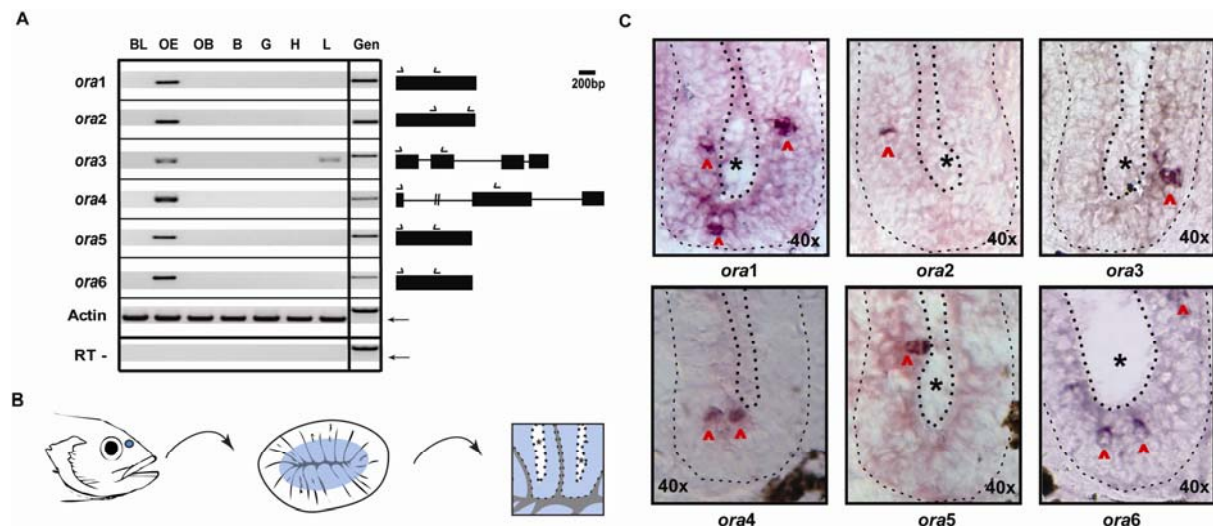 A
BL OE OB B G H L Gen
ora1
200bp
ora2
ora3
ora4
ora5
ora6
Actin
RT -
B
C
* 40x
* 40x
* 40x
ora1 ora2 ora3
40x
* 40x
* 40x
ora4 ora5 ora6